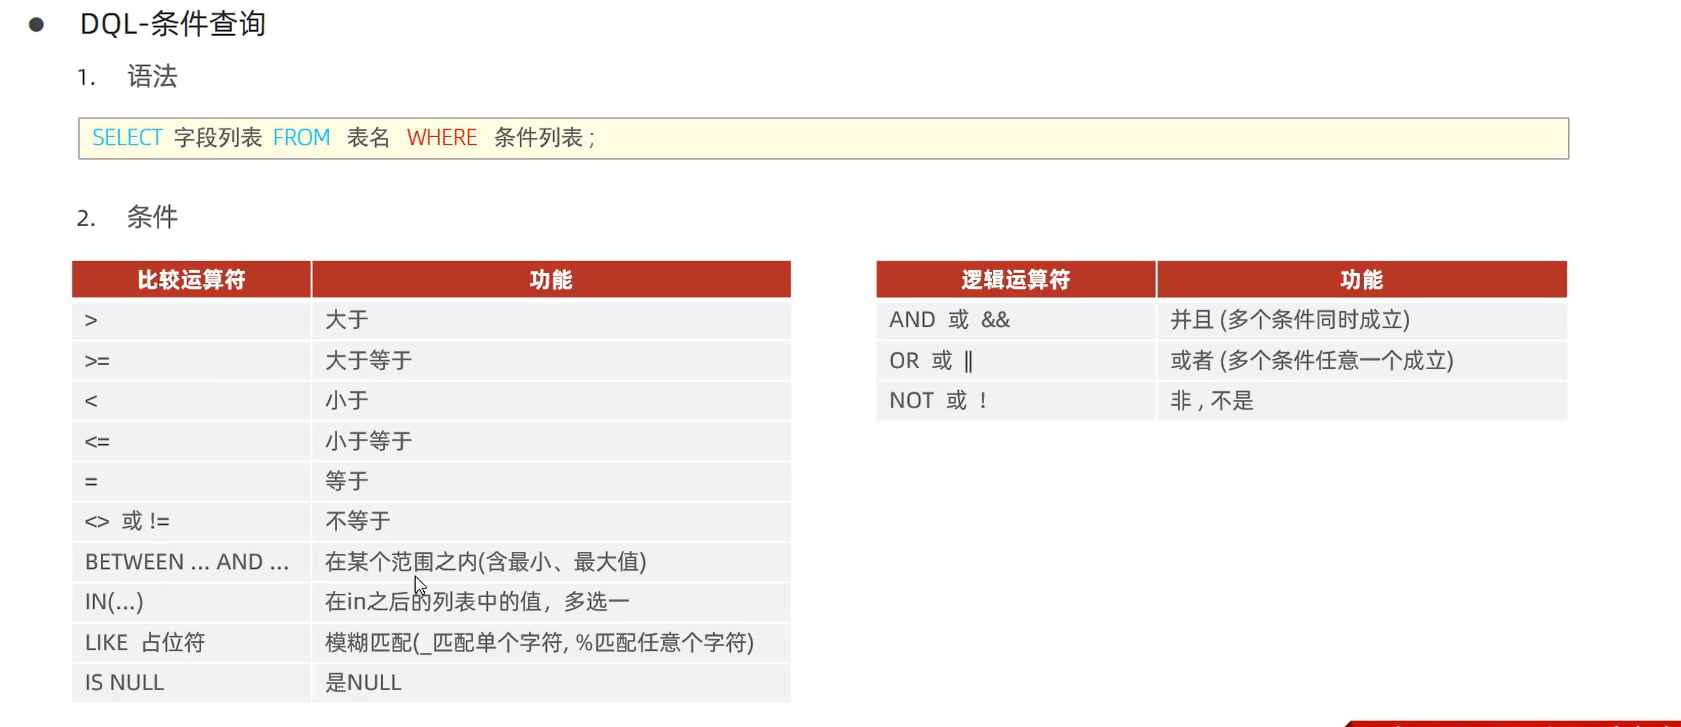 ● DQL-条件查询
1. 语法
SELECT 字段列表 FROM 表名 WHERE 条件列表 ;
2. 条件
比较运算符 功能
> 大于
>= 大于等于
< 小于
<= 小于等于
= 等于
<> 或 != 不等于
BETWEEN ... AND ... 在某个范围之内(含最小、最大值)
IN(...) 在in之后的列表中的值，多选一
LIKE 占位符 模糊匹配(_匹配单个字符, %匹配任意个字符)
IS NULL 是NULL
逻辑运算符 功能
AND 或 && 并且 (多个条件同时成立)
OR 或 || 或者 (多个条件任意一个成立)
NOT 或 ! 非 , 不是